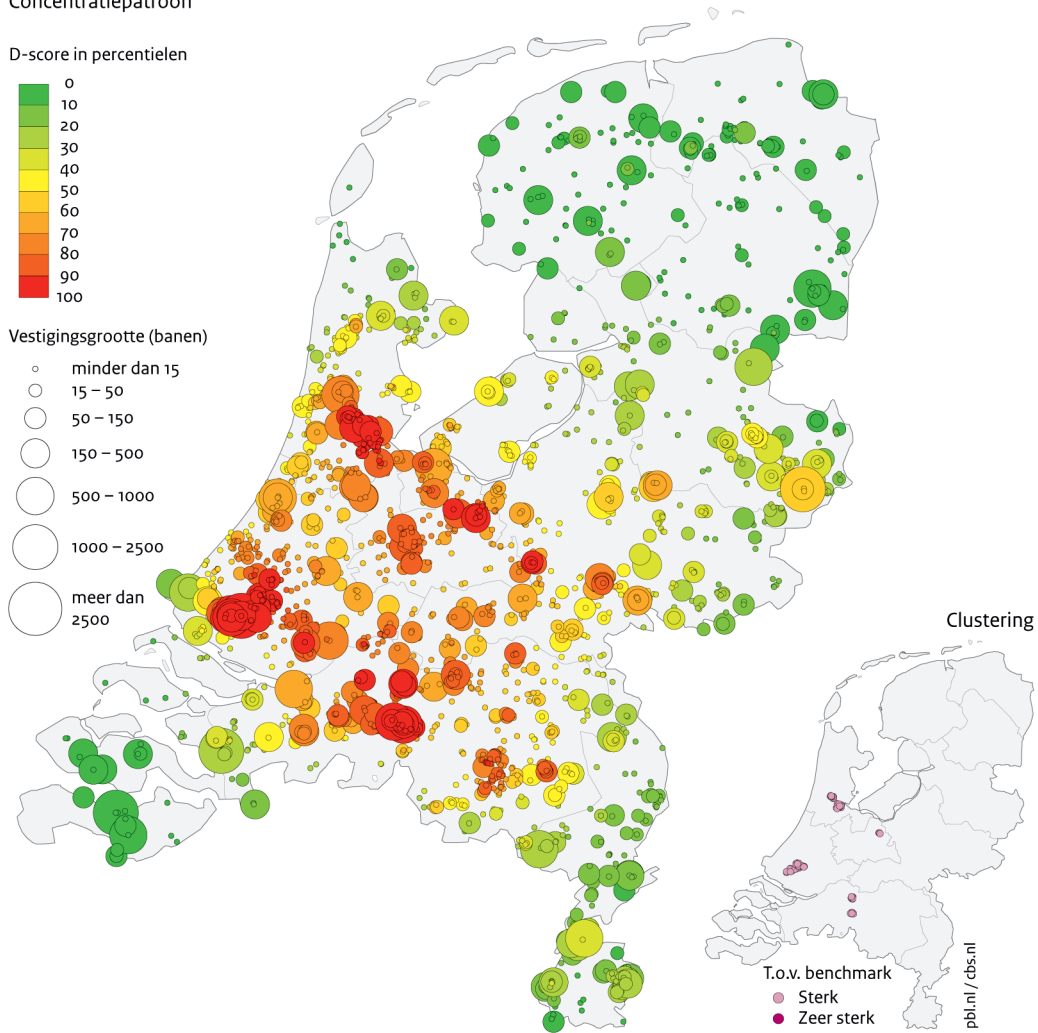 Concentratiepatroon
D-score in percentielen
0
10
20
30
40
50
60
70
80
90
100
Vestigingsgrootte (banen)
minder dan 15
15 – 50
50 – 150
150 – 500
500 – 1000
1000 – 2500
meer dan
2500
Clustering
T.o.v. benchmark
Sterk
Zeer sterk
pbl.nl / cbs.nl